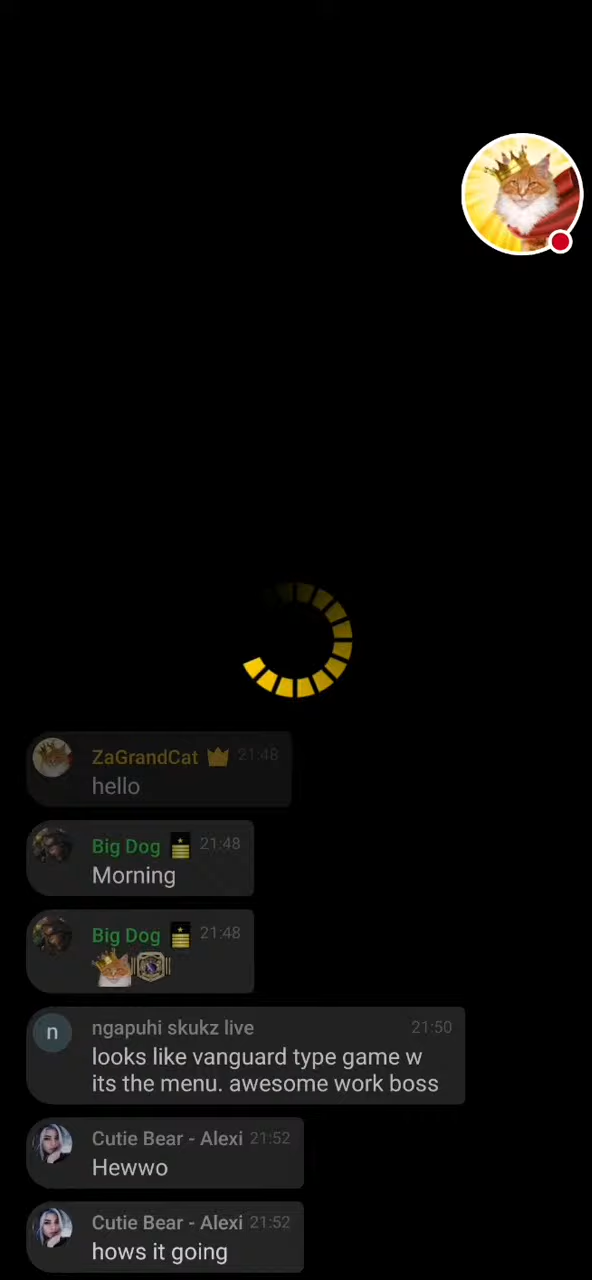 ZaGrandCat 21:48
hello
Big Dog 21:48
Morning
Big Dog 21:48
n
ngapuhi skukz live 21:50
looks like vanguard type game w
its the menu. awesome work boss
Cutie Bear - Alexi 21:52
Hewwo
Cutie Bear - Alexi 21:52
hows it going